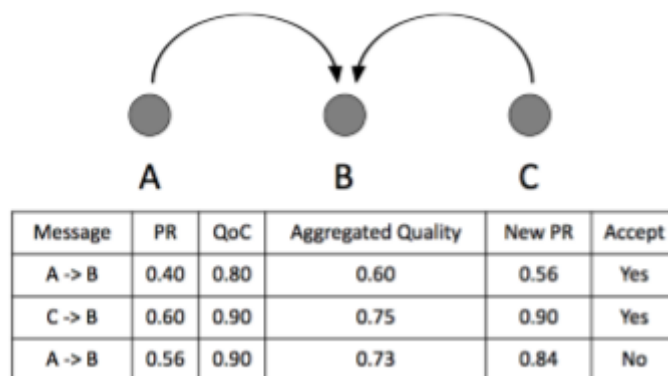 A B C
Message PR QoC Aggregated Quality New PR Accept
A -> B 0.40 0.80 0.60 0.56 Yes
C -> B 0.60 0.90 0.75 0.90 Yes
A -> B 0.56 0.90 0.73 0.84 No